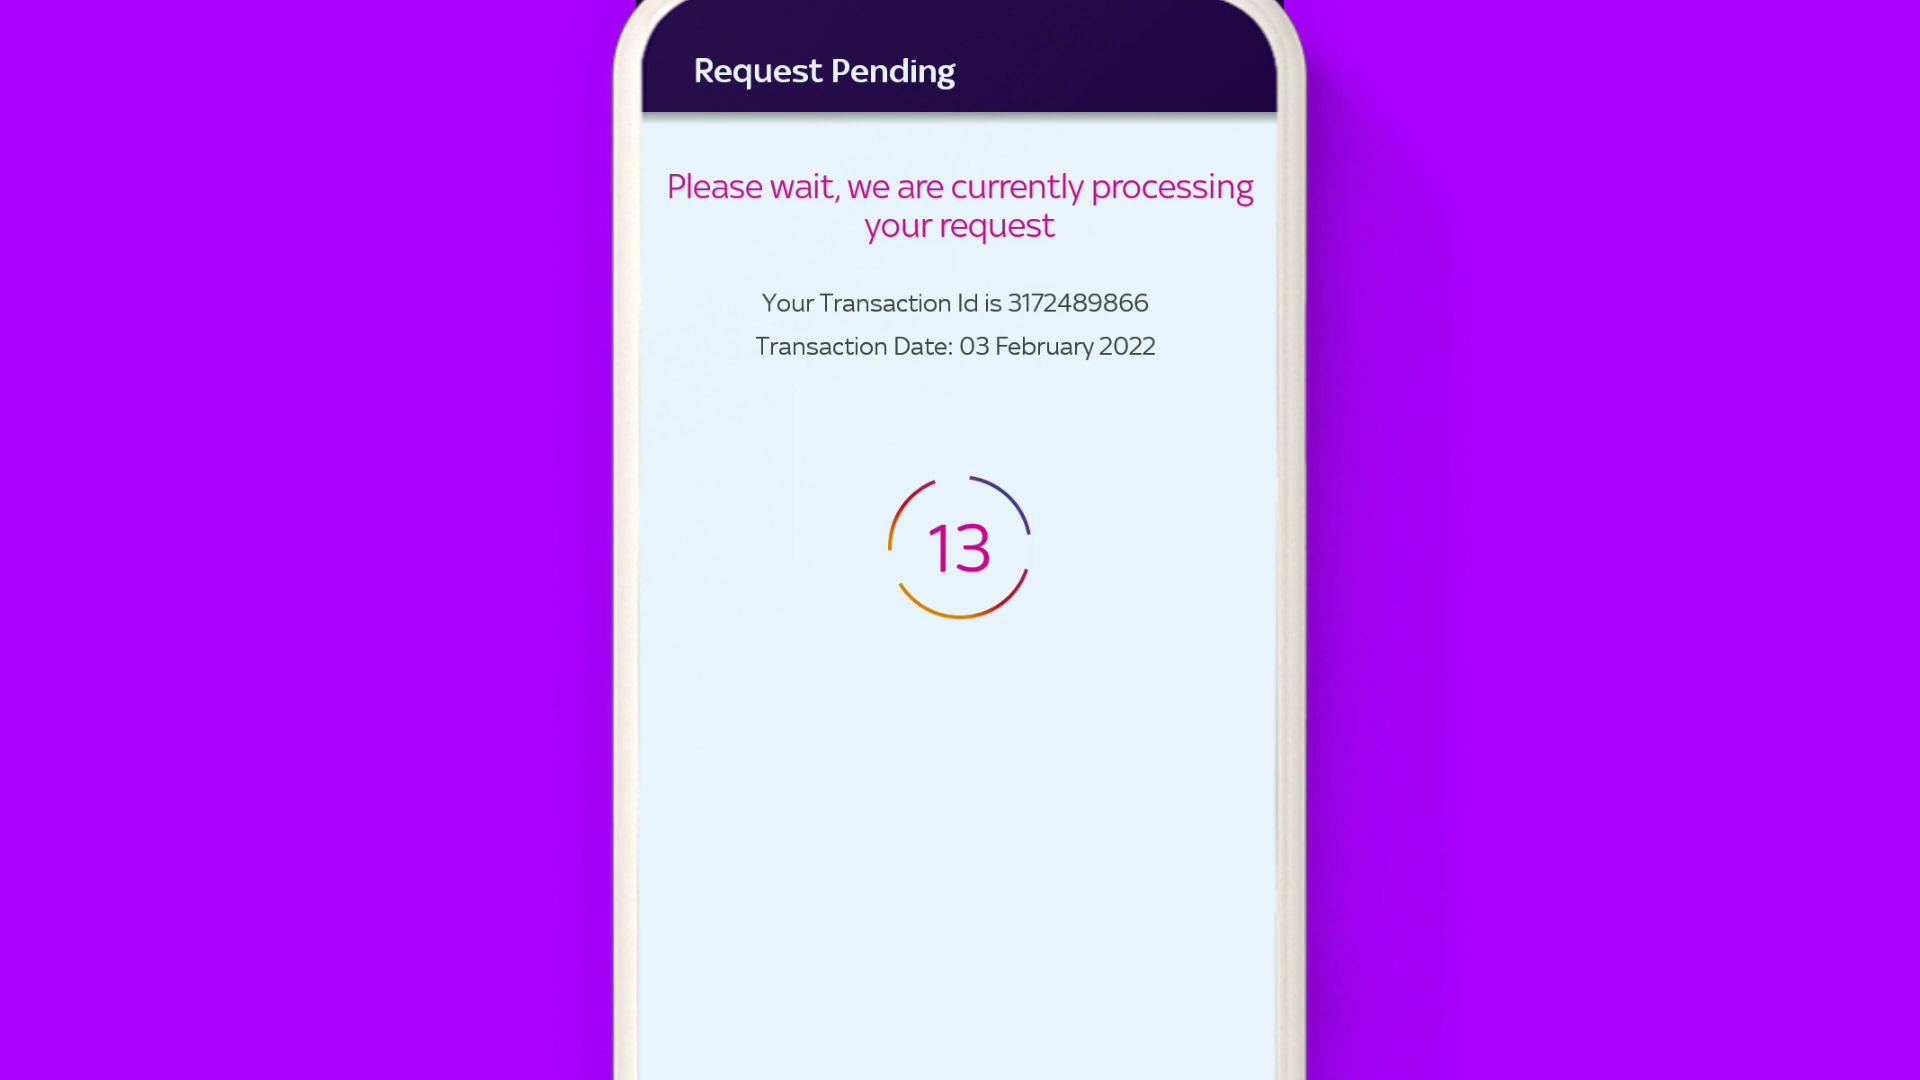 Request Pending
Please wait, we are currently processing
your request
Your Transaction Id is 3172489866
Transaction Date: 03 February 2022
13